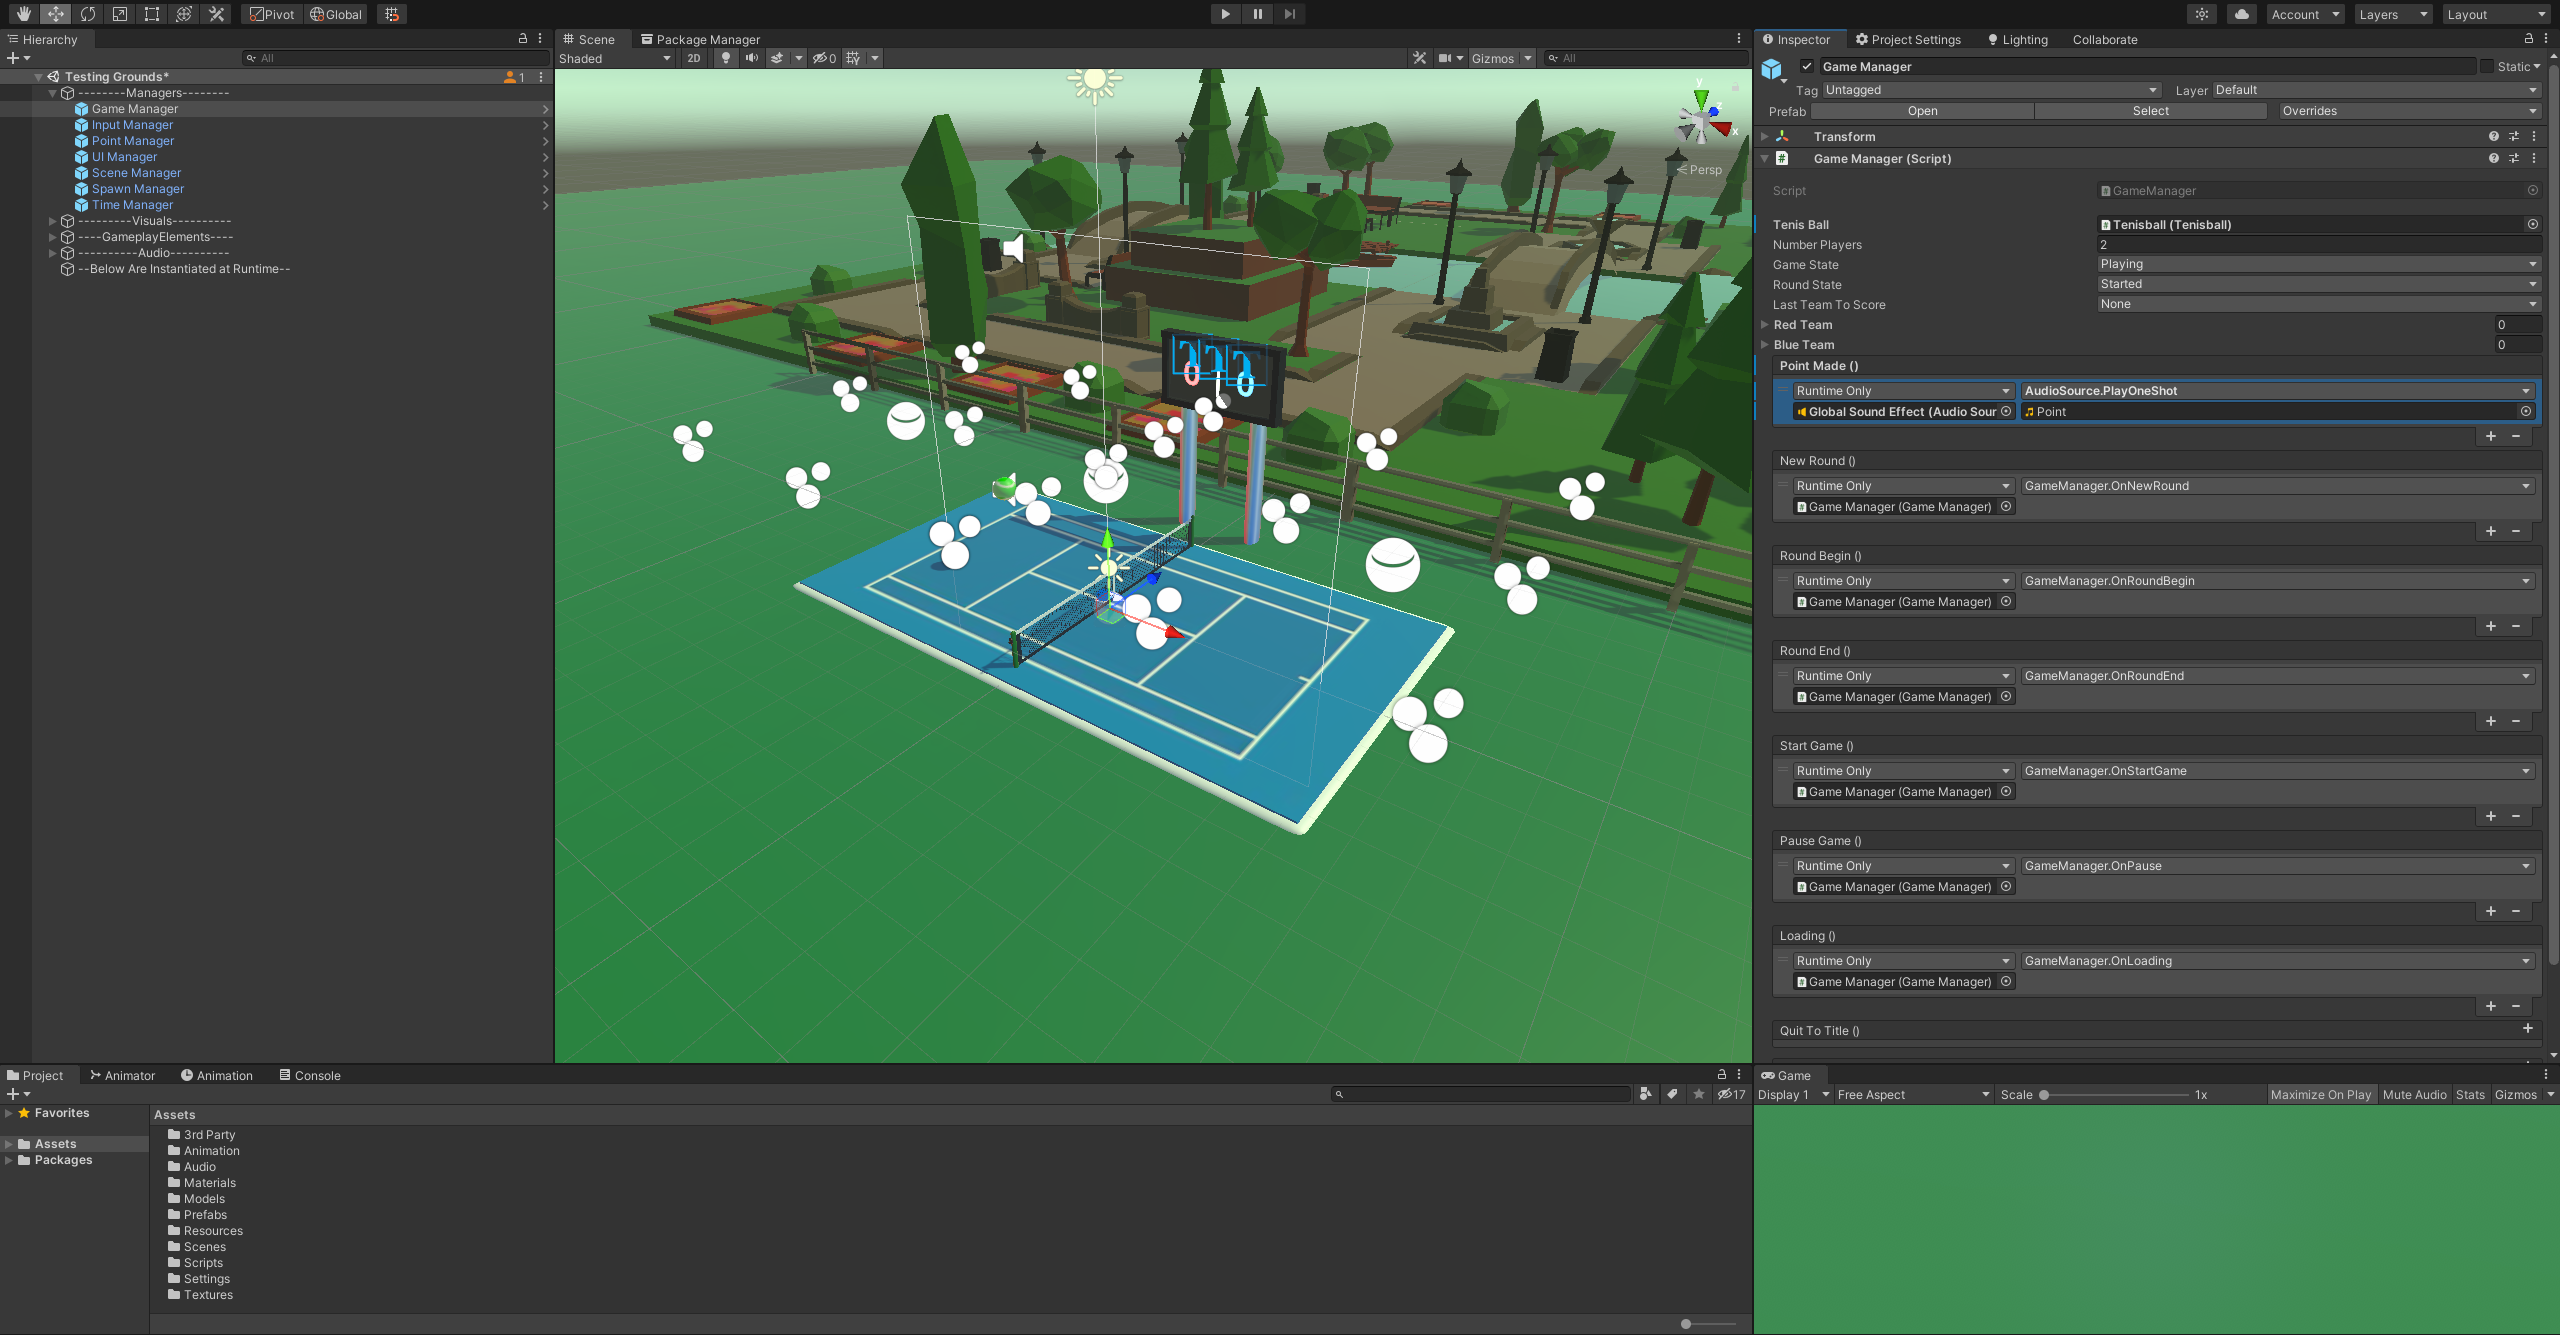 Pivot Global Account Layers Layout
Hierarchy
All
Testing Grounds* 1
--------Managers--------
Game Manager
Input Manager
Point Manager
UI Manager
Scene Manager
Spawn Manager
Time Manager
---------Visuals----------
----GameplayElements----
----------Audio----------
--Below Are Instantiated at Runtime--
Scene Package Manager
Shaded 2D 0 Gizmos All
y
z
x
Persp
0 0
Inspector Project Settings Lighting Collaborate
Game Manager Static
Tag Untagged Layer Default
Prefab Open Select Overrides
Transform
Game Manager (Script)
Script GameManager
Tenis Ball Tenisball (Tenisball)
Number Players 2
Game State Playing
Round State Started
Last Team To Score None
Red Team 0
Blue Team 0
Point Made ()
Runtime Only AudioSource.PlayOneShot
Global Sound Effect (Audio Sour Point
New Round ()
Runtime Only GameManager.OnNewRound
Game Manager (Game Manager)
Round Begin ()
Runtime Only GameManager.OnRoundBegin
Game Manager (Game Manager)
Round End ()
Runtime Only GameManager.OnRoundEnd
Game Manager (Game Manager)
Start Game ()
Runtime Only GameManager.OnStartGame
Game Manager (Game Manager)
Pause Game ()
Runtime Only GameManager.OnPause
Game Manager (Game Manager)
Loading ()
Runtime Only GameManager.OnLoading
Game Manager (Game Manager)
Quit To Title ()
Project Animator Animation Console
17
Favorites
Assets
Packages
Assets
3rd Party
Animation
Audio
Materials
Models
Prefabs
Resources
Scenes
Scripts
Settings
Textures
Game
Display 1 Free Aspect Scale 1x Maximize On Play Mute Audio Stats Gizmos